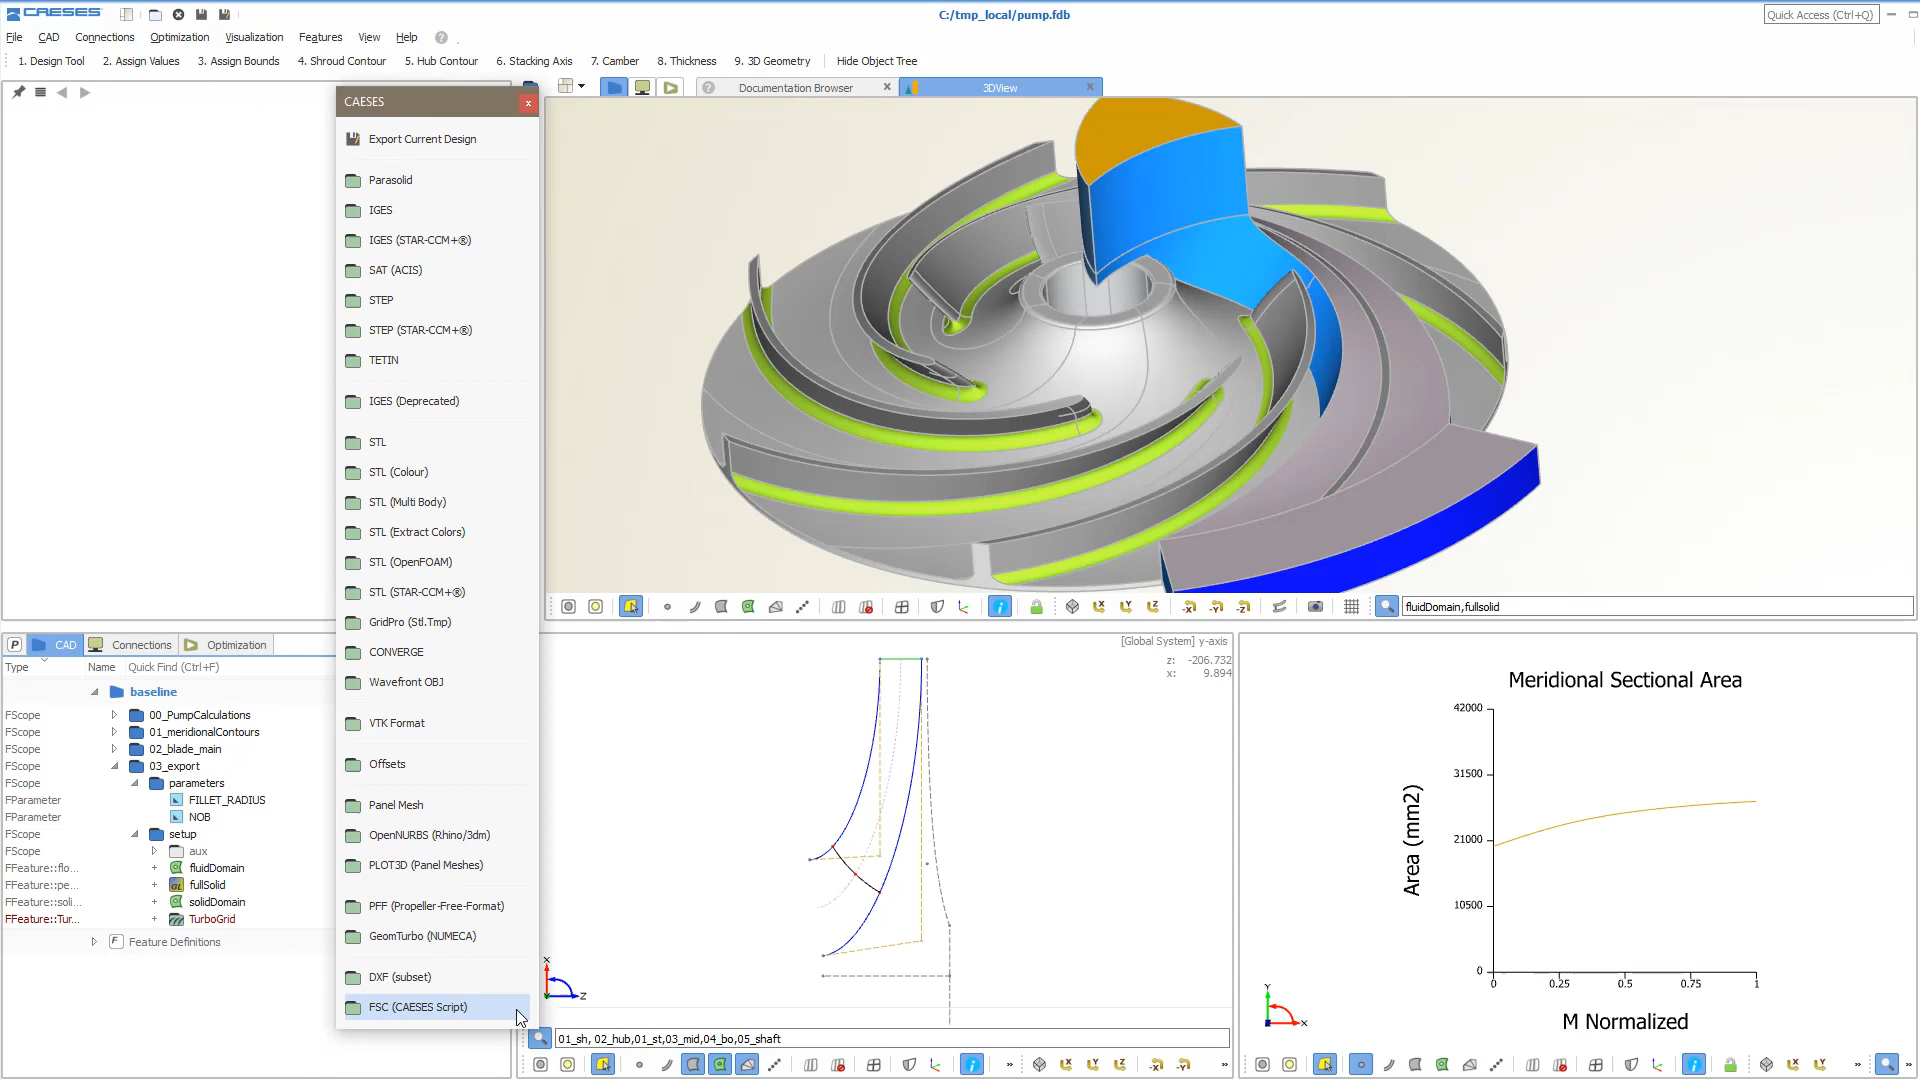 CAESES
C:/tmp_local/pump.fdb
Quick Access (Ctrl+Q)
File CAD Connections Optimization Visualization Features View Help
1. Design Tool 2. Assign Values 3. Assign Bounds 4. Shroud Contour 5. Hub Contour 6. Stacking Axis 7. Camber 8. Thickness 9. 3D Geometry Hide Object Tree
Documentation Browser 3DView
CAESES
Export Current Design
Parasolid
IGES
IGES (STAR-CCM+®)
SAT (ACIS)
STEP
STEP (STAR-CCM+®)
TETIN
IGES (Deprecated)
STL
STL (Colour)
STL (Multi Body)
STL (Extract Colors)
STL (OpenFOAM)
STL (STAR-CCM+®)
GridPro (Stl.Tmp)
CONVERGE
Wavefront OBJ
VTK Format
Offsets
Panel Mesh
OpenNURBS (Rhino/3dm)
PLOT3D (Panel Meshes)
PFF (Propeller-Free-Format)
GeomTurbo (NUMECA)
DXF (subset)
FSC (CAESES Script)
fluidDomain,fullsolid
P CAD Connections Optimization
Type Name Quick Find (Ctrl+F)
baseline
FScope 00_PumpCalculations
FScope 01_meridionalContours
FScope 02_blade_main
FScope 03_export
FScope parameters
FParameter FILLET_RADIUS
FParameter NOB
FScope setup
FScope aux
FFeature::flo... fluidDomain
FFeature::pe... fullSolid
FFeature::soli... solidDomain
FFeature::Tur... TurboGrid
F Feature Definitions
[Global System] y-axis
z: -206.732
x: 9.894
X
Z
01_sh, 02_hub,01_st,03_mid,04_bo,05_shaft
Meridional Sectional Area
42000
31500
21000
10500
0
Area (mm2)
0 0.25 0.5 0.75 1
M Normalized
Y
X